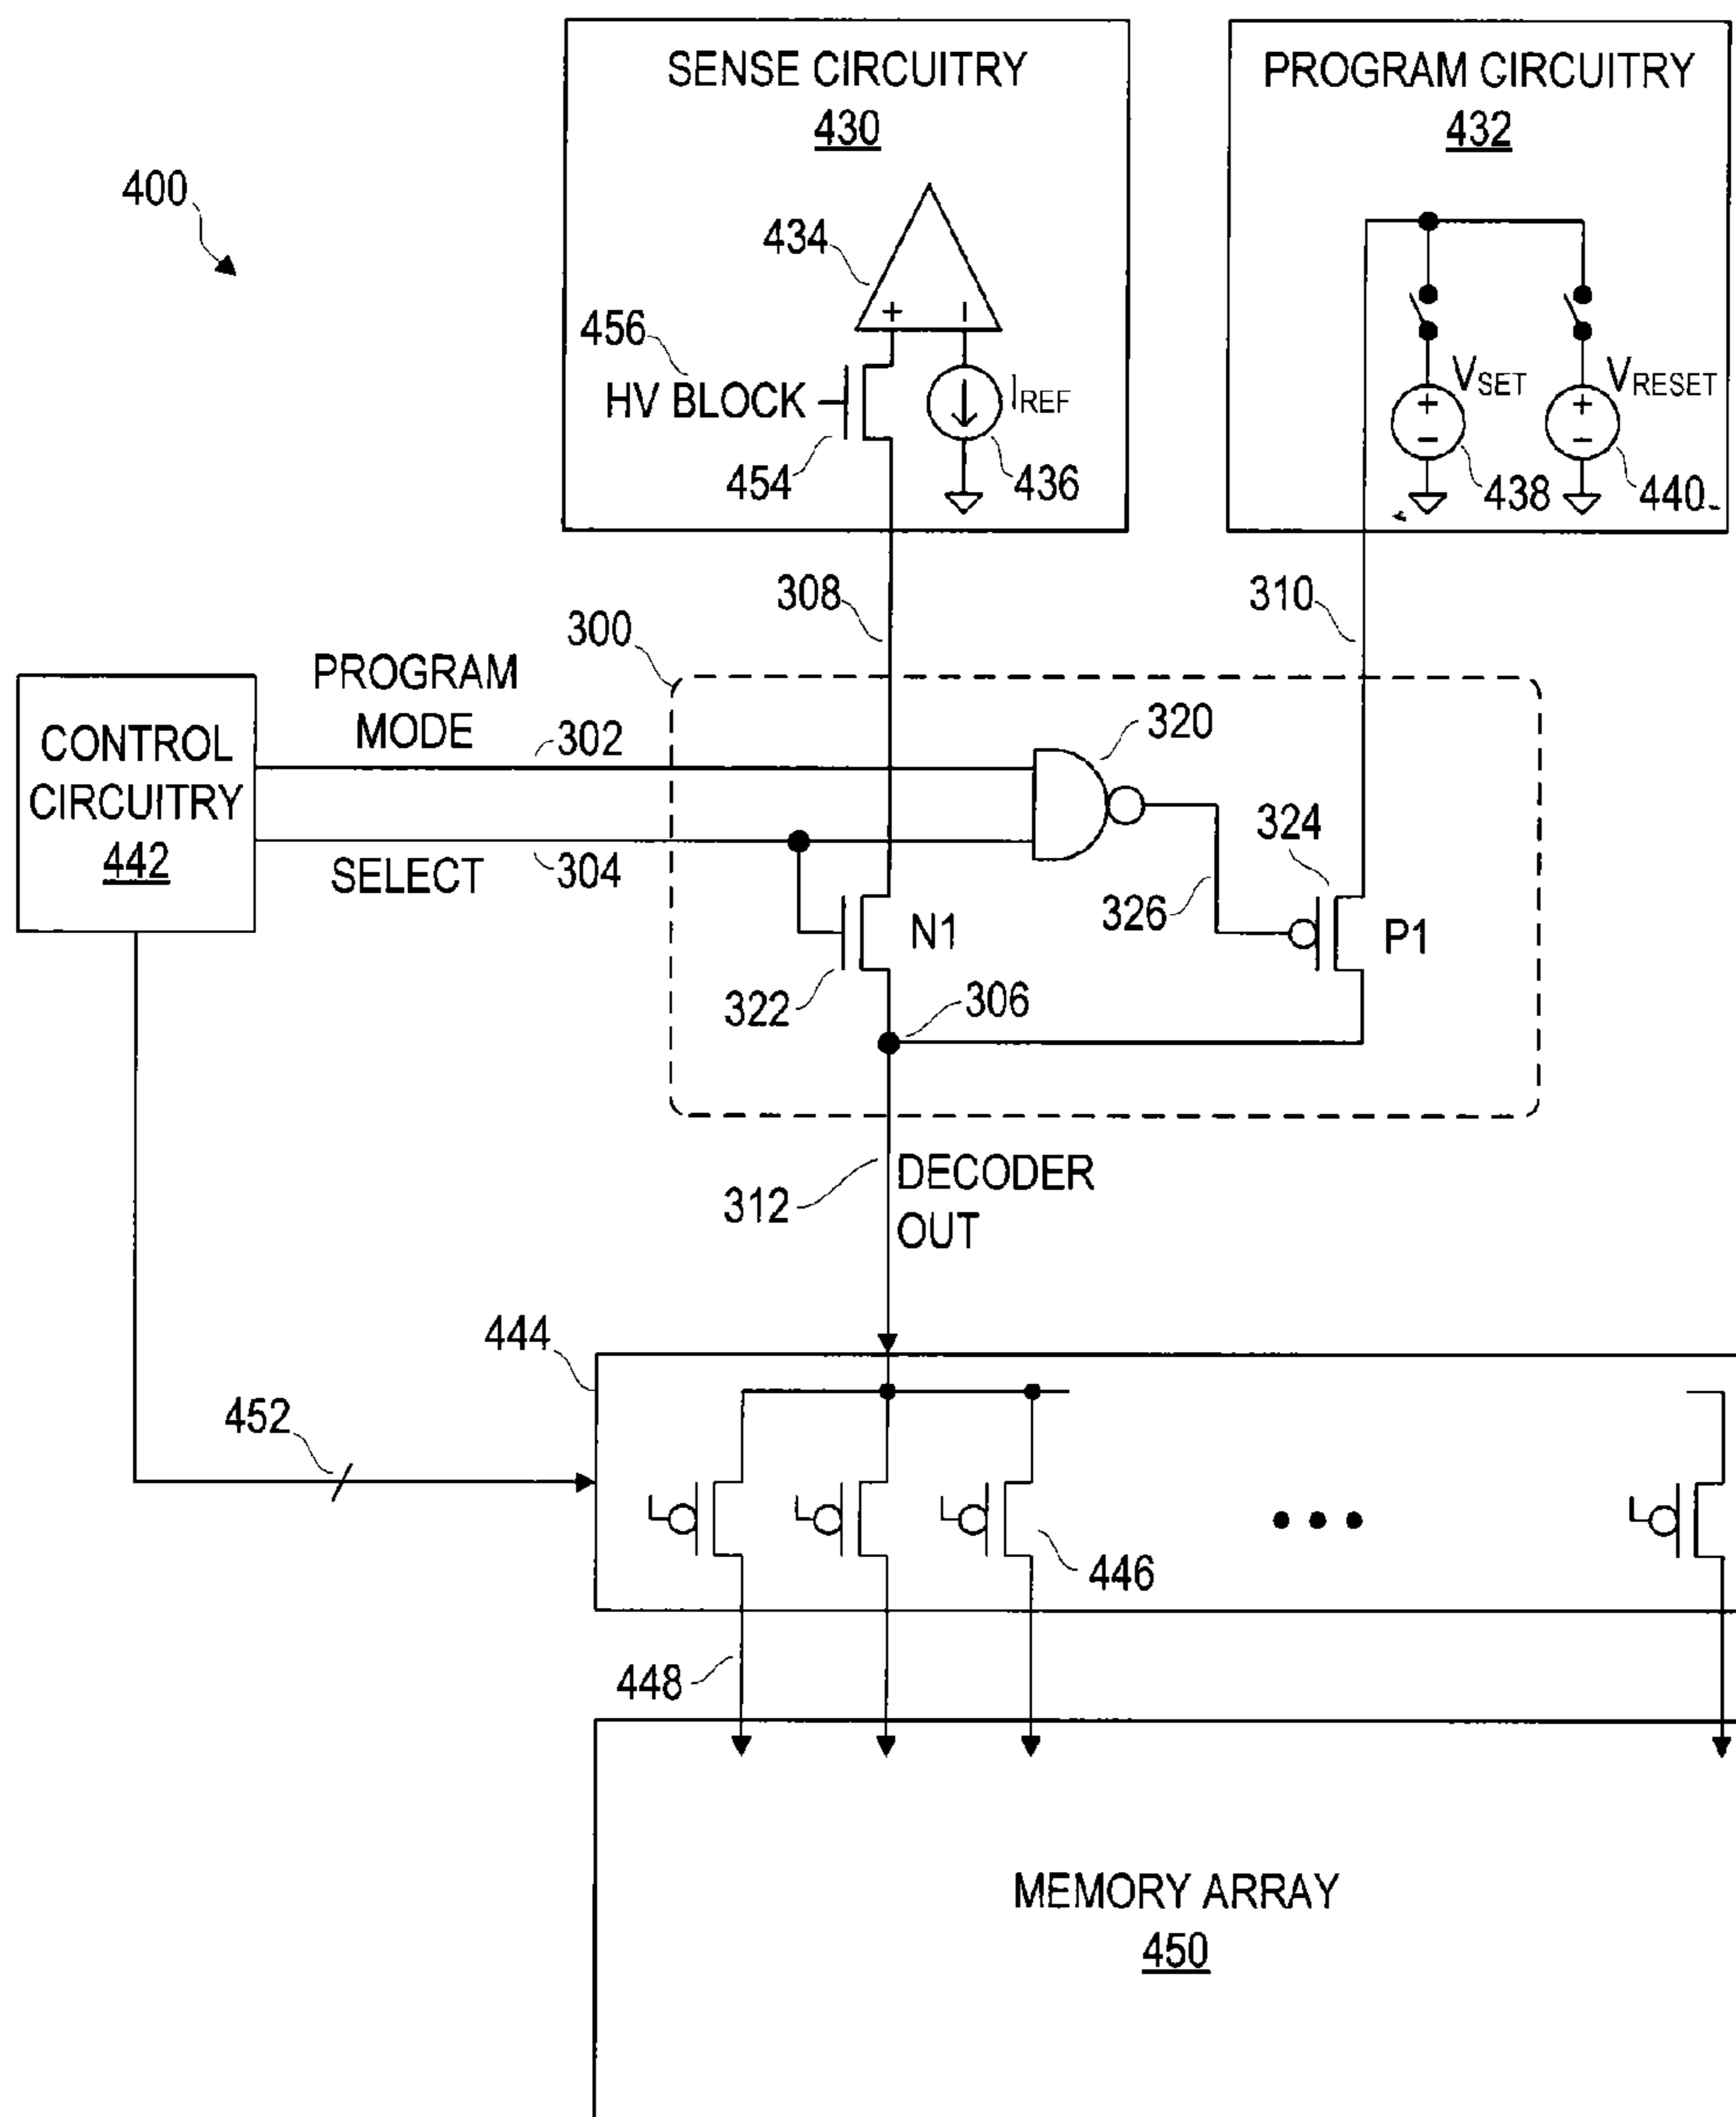 SENSE CIRCUITRY
430
PROGRAM CIRCUITRY
432
400
434
+
−
456
HV BLOCK
IREF
454
436
VSET
VRESET
+
−
+
−
438
440
308
310
300
PROGRAM
MODE
302
CONTROL
CIRCUITRY
442
SELECT
304
320
324
326
N1
P1
322
306
312
DECODER
OUT
444
452
446
448
MEMORY ARRAY
450